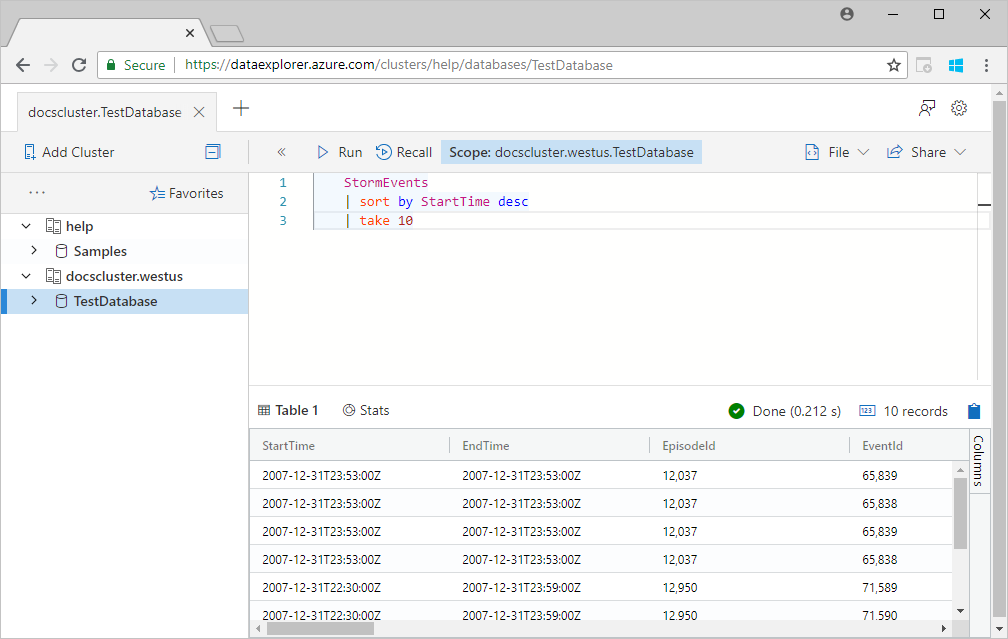 Secure https://dataexplorer.azure.com/clusters/help/databases/TestDatabase
docscluster.TestDatabase
Add Cluster
Run Recall Scope: docscluster.westus.TestDatabase File Share
Favorites
help
Samples
docscluster.westus
TestDatabase
1 StormEvents
2 | sort by StartTime desc
3 | take 10
Table 1 Stats Done (0.212 s) 123 10 records
StartTime EndTime EpisodeId EventId
2007-12-31T23:53:00Z 2007-12-31T23:53:00Z 12,037 65,839
2007-12-31T23:53:00Z 2007-12-31T23:53:00Z 12,037 65,838
2007-12-31T23:53:00Z 2007-12-31T23:53:00Z 12,037 65,839
2007-12-31T23:53:00Z 2007-12-31T23:53:00Z 12,037 65,838
2007-12-31T22:30:00Z 2007-12-31T23:59:00Z 12,950 71,589
2007-12-31T22:30:00Z 2007-12-31T23:59:00Z 12,950 71,590
Columns